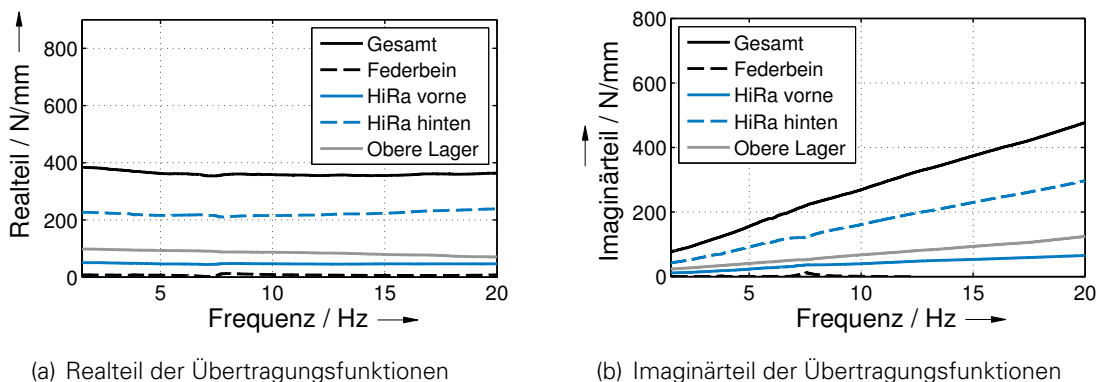 800
600
400
200
0
Realteil / N/mm
5
10
15
20
Frequenz / Hz
Gesamt
Federbein
HiRa vorne
HiRa hinten
Obere Lager
(a) Realteil der Übertragungsfunktionen
800
600
400
200
0
Imaginärteil / N/mm
5
10
15
20
Frequenz / Hz
Gesamt
Federbein
HiRa vorne
HiRa hinten
Obere Lager
(b) Imaginärteil der Übertragungsfunktionen